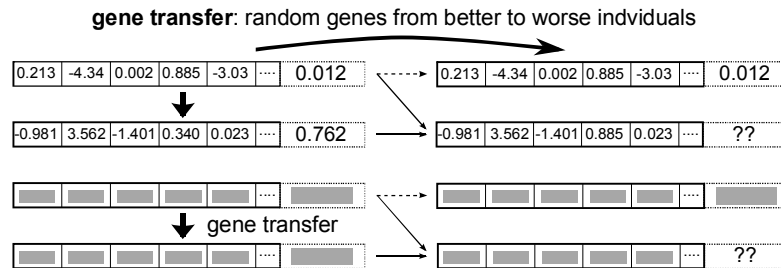 gene transfer: random genes from better to worse indviduals
0.213 -4.34 0.002 0.885 -3.03 .... 0.012 0.213 -4.34 0.002 0.885 -3.03 .... 0.012
-0.981 3.562 -1.401 0.340 0.023 .... 0.762 -0.981 3.562 -1.401 0.885 0.023 .... ??
.... ....
gene transfer
.... .... ??